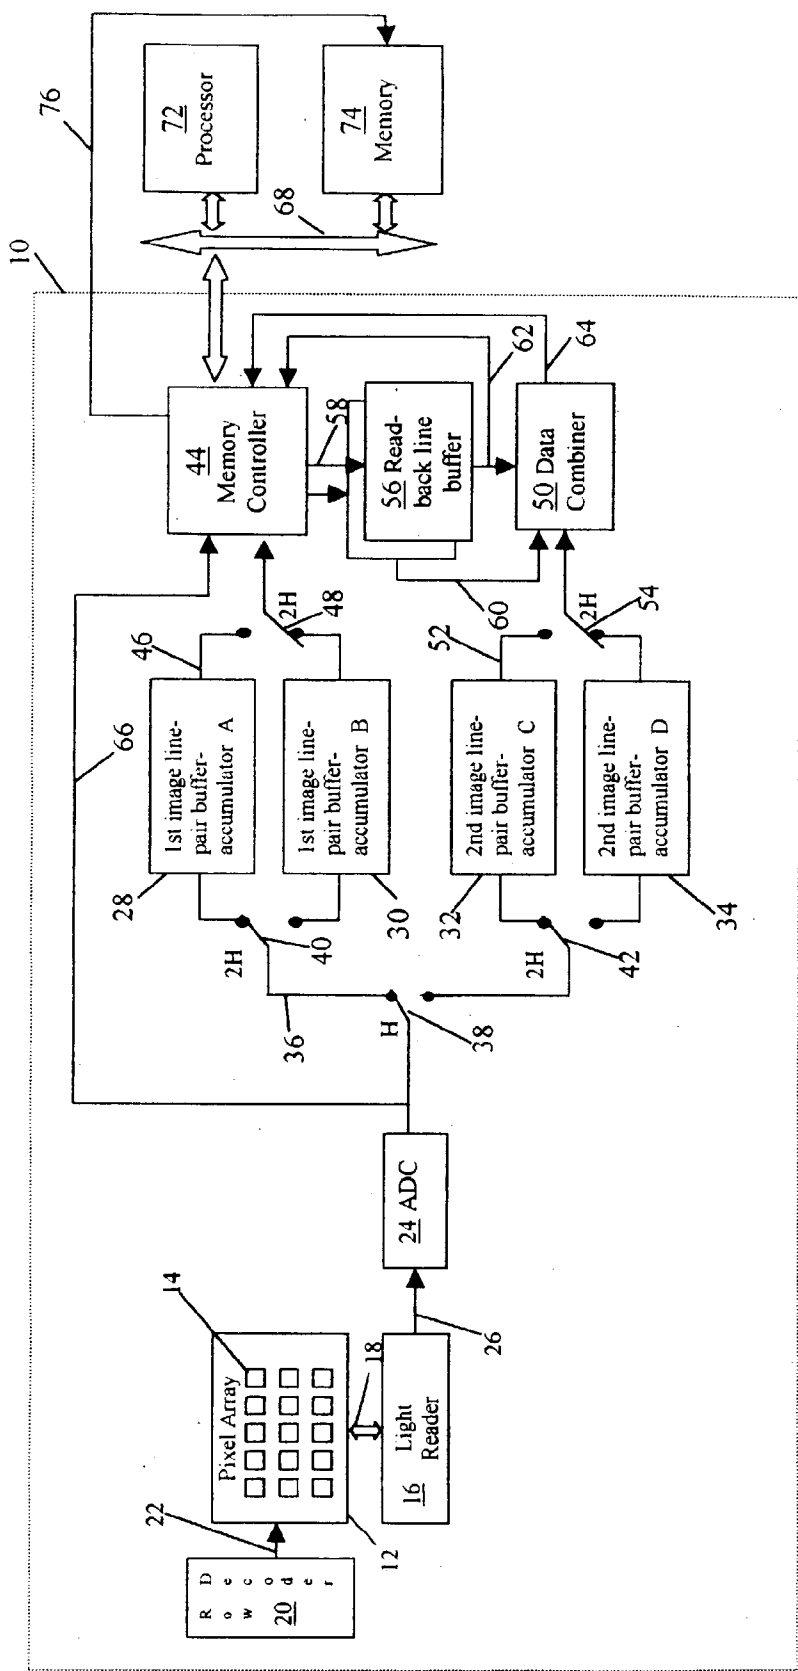 76
10
72
Processor
74
Memory
68
66
44
Memory
Controller
58
56 Read-
back line
buffer
60
62
64
50 Data
Combiner
46
2H
48
52
2H
54
1st image line-
pair buffer-
accumulator A
28
1st image line-
pair buffer-
accumulator B
30
2nd image line-
pair buffer-
accumulator C
32
2nd image line-
pair buffer-
accumulator D
34
2H
40
36
H
38
2H
42
24 ADC
26
14
Pixel Array
12
18
16
Light
Reader
22
Row
Decoder
20